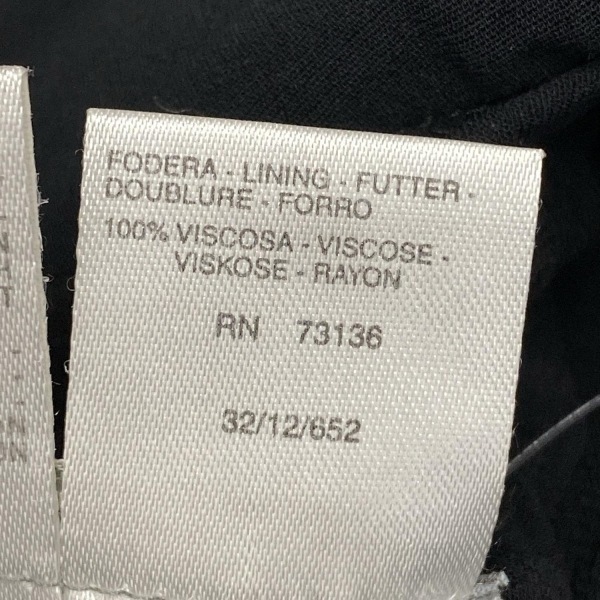 FODERA - LINING - FUTTER -
DOUBLURE - FORRO
100% VISCOSA - VISCOSE -
VISKOSE - RAYON
RN 73136
32/12/652